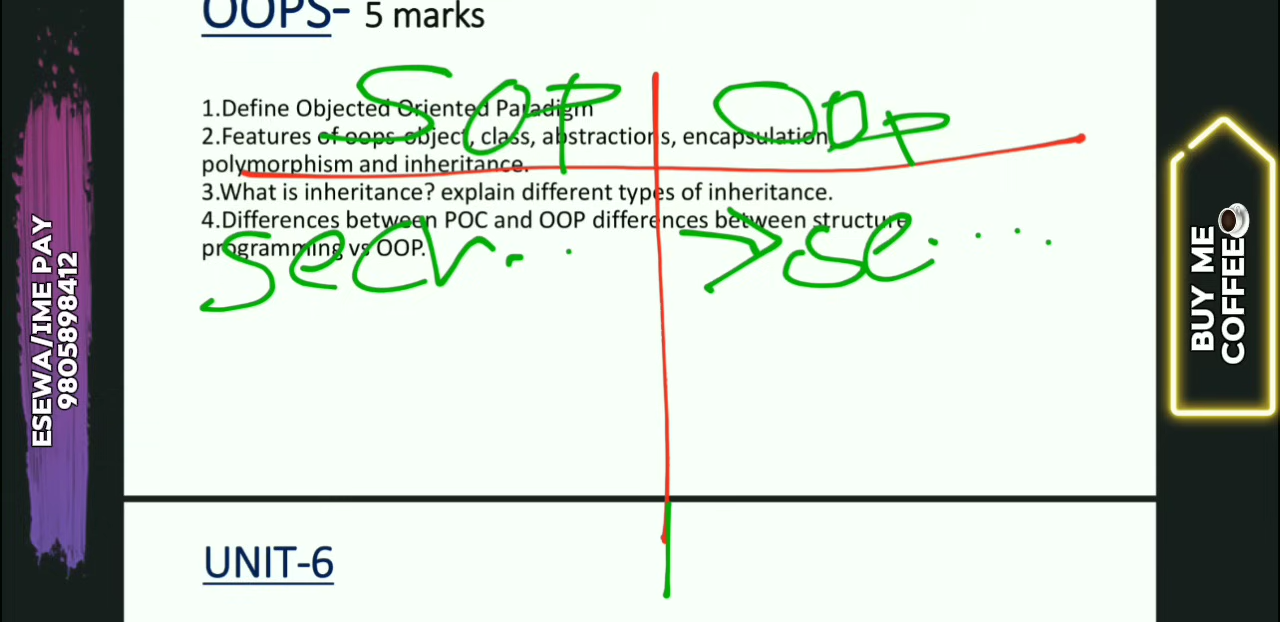 OOPS- 5 marks
1.Define Objected Oriented Paradigm
2.Features of oops-object, class, abstractions, encapsulation,
polymorphism and inheritance.
3.What is inheritance? explain different types of inheritance.
4.Differences between POC and OOP differences between structure
programming vs OOP.
SOP OOP
secr.. >se.....
UNIT-6
ESEWA/IME PAY
9805898412
BUY ME
COFFEE